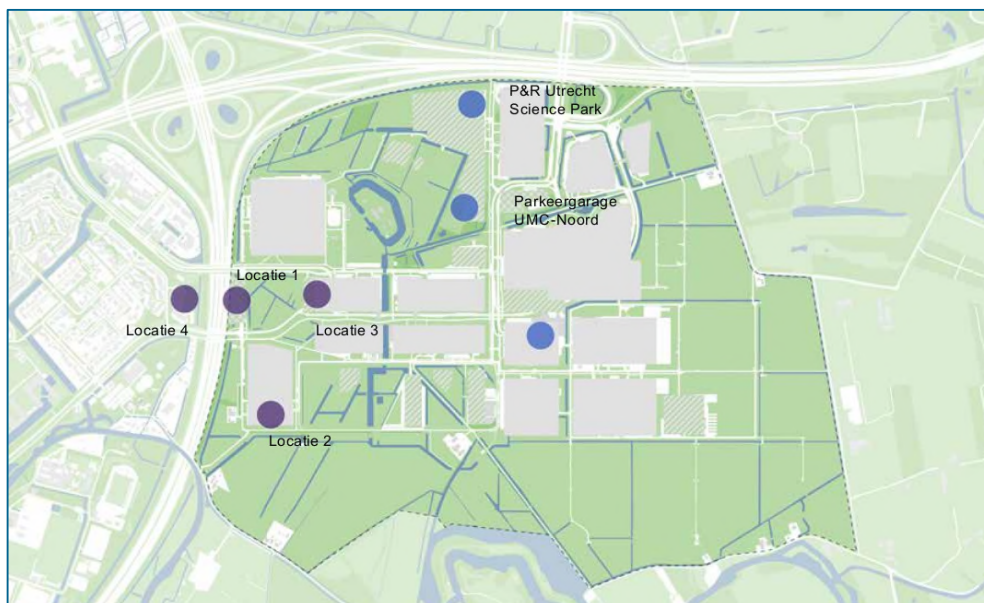 P&R Utrecht
Science Park
Parkeergarage
UMC-Noord
Locatie 1
Locatie 4
Locatie 3
Locatie 2